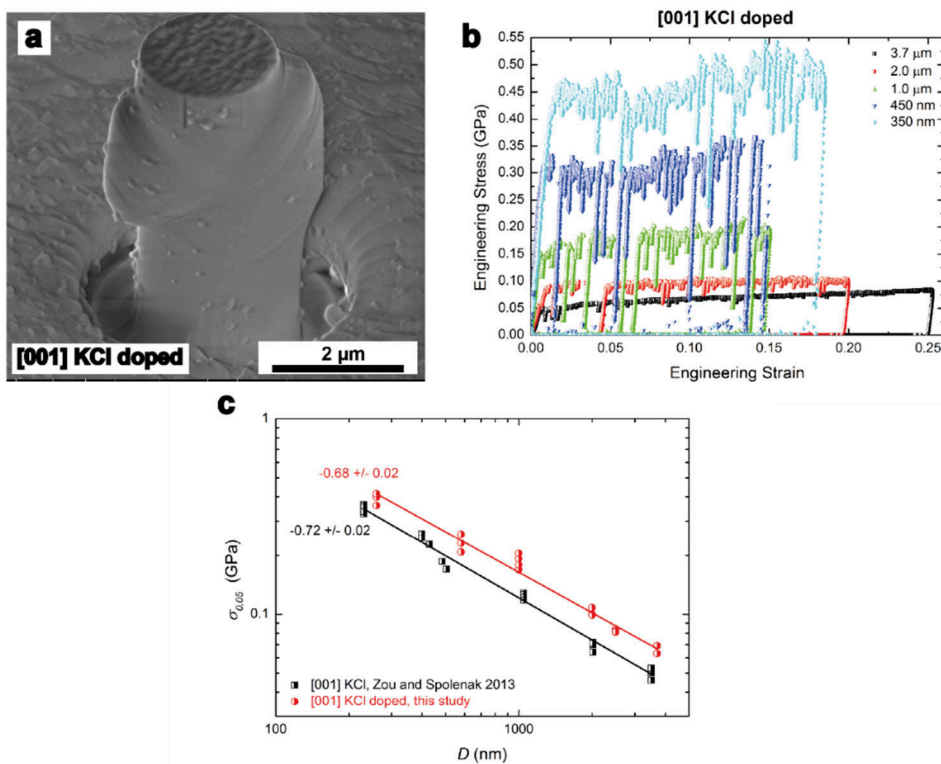 a
[001] KCl doped
2 μm
b
[001] KCl doped
Engineering Stress (GPa)
0.55
0.50
0.45
0.40
0.35
0.30
0.25
0.20
0.15
0.10
0.05
0.00
3.7 μm
2.0 μm
1.0 μm
450 nm
350 nm
0.00 0.05 0.10 0.15 0.20 0.25
Engineering Strain
c
1
0.1
σ0.05 (GPa)
-0.68 +/- 0.02
-0.72 +/- 0.02
[001] KCl, Zou and Spolenak 2013
[001] KCl doped, this study
100 1000
D (nm)